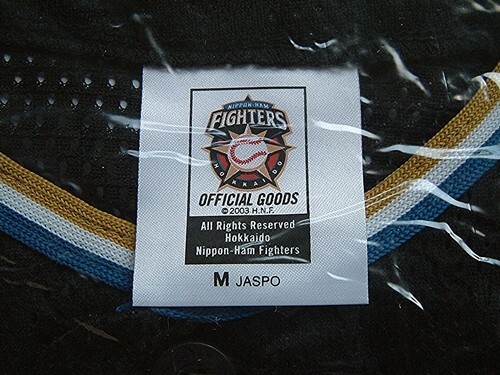 NIPPON-HAM
FIGHTERS
HOKKAIDO
OFFICIAL GOODS
© 2003 H.N.F.
All Rights Reserved
Hokkaido
Nippon-Ham Fighters
M JASPO